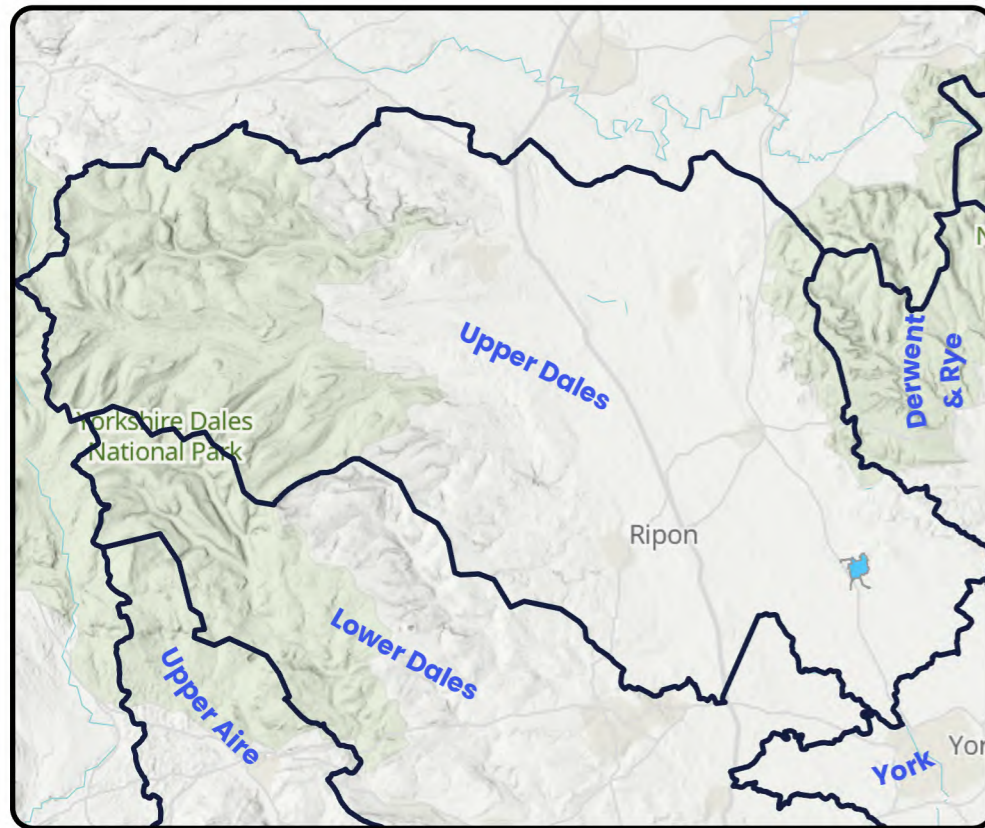 Upper Dales
Derwent
& Rye
Yorkshire Dales
National Park
Ripon
Lower Dales
Upper Aire
York